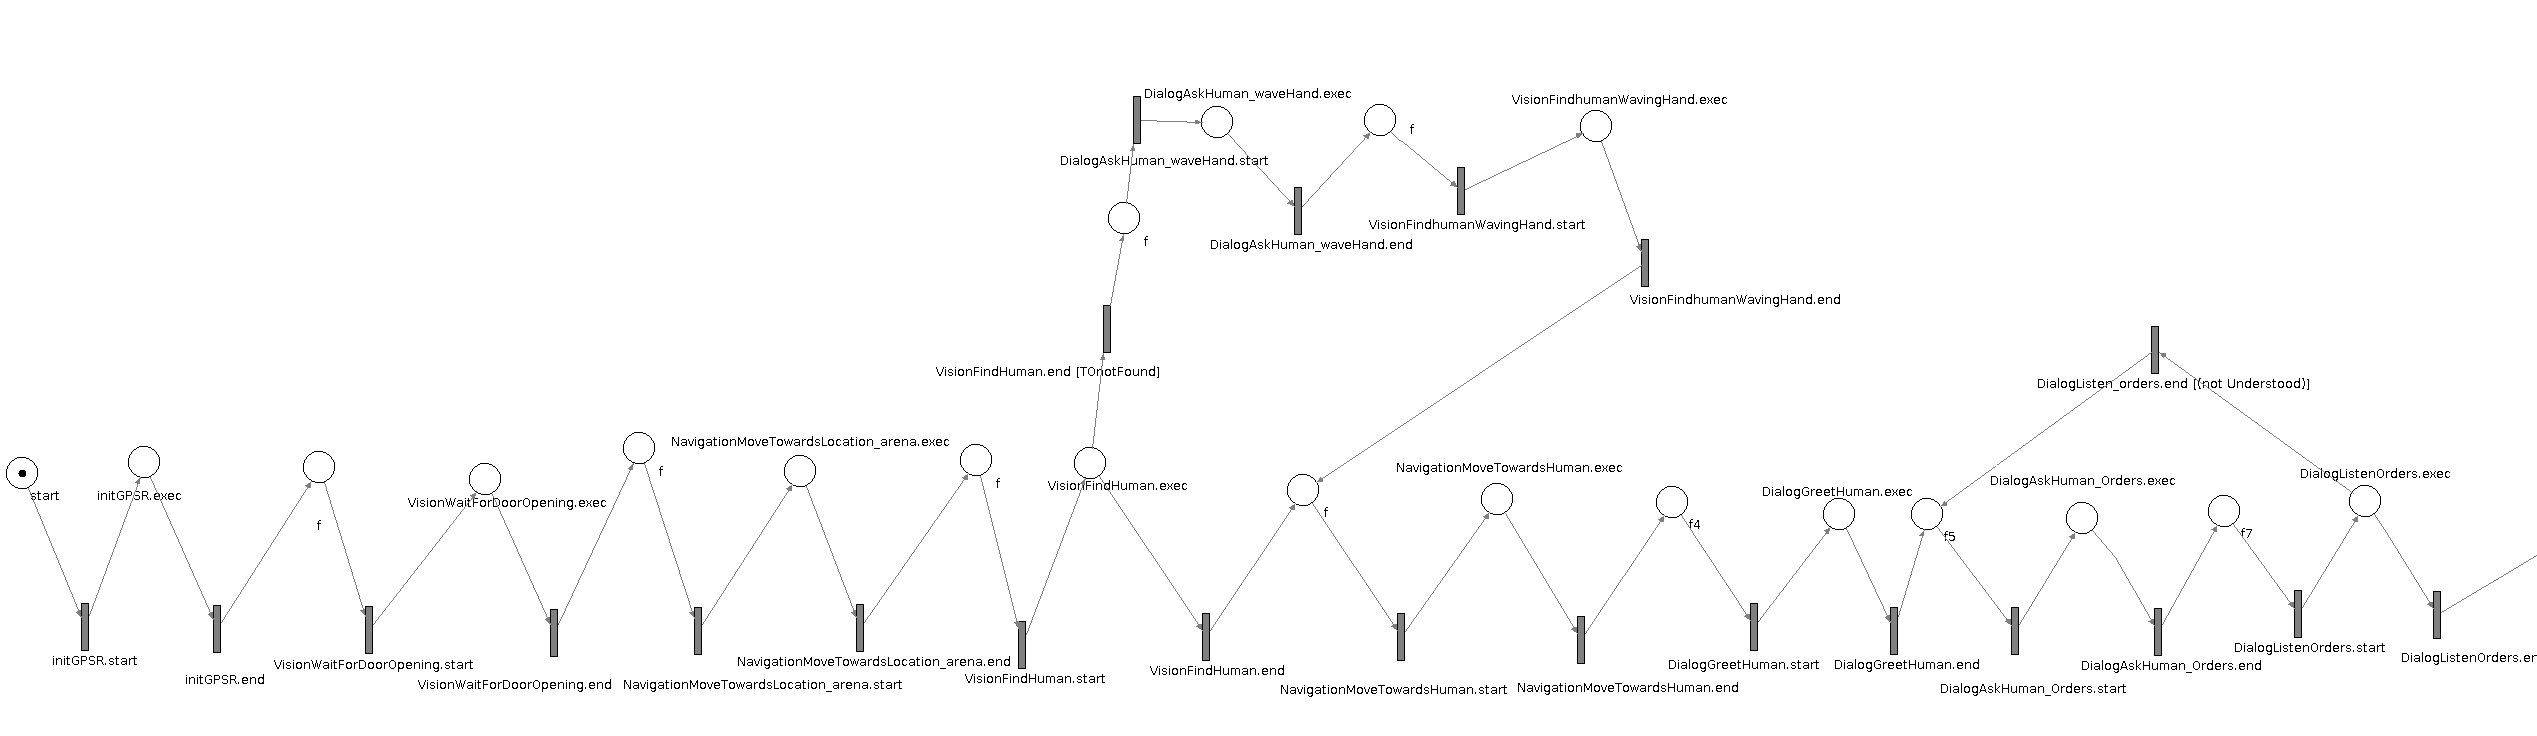 DialogAskHuman_waveHand.exec
VisionFindhumanWavingHand.exec
f
DialogAskHuman_waveHand.start
VisionFindhumanWavingHand.start
f
DialogAskHuman_waveHand.end
VisionFindhumanWavingHand.end
VisionFindHuman.end [TOnotFound]
DialogListen_orders.end [(not Understood)]
NavigationMoveTowardsLocation_arena.exec
f
NavigationMoveTowardsHuman.exec
DialogListenOrders.exec
DialogAskHuman_Orders.exec
f
VisionFindHuman.exec
DialogGreetHuman.exec
start
initGPSR.exec
VisionWaitForDoorOpening.exec
f
f
f4
f5
f7
initGPSR.start
initGPSR.end
VisionWaitForDoorOpening.start
VisionWaitForDoorOpening.end
NavigationMoveTowardsLocation_arena.end
NavigationMoveTowardsLocation_arena.start
VisionFindHuman.start
VisionFindHuman.end
NavigationMoveTowardsHuman.start
NavigationMoveTowardsHuman.end
DialogGreetHuman.start
DialogGreetHuman.end
DialogAskHuman_Orders.start
DialogAskHuman_Orders.end
DialogListenOrders.start
DialogListenOrders.er